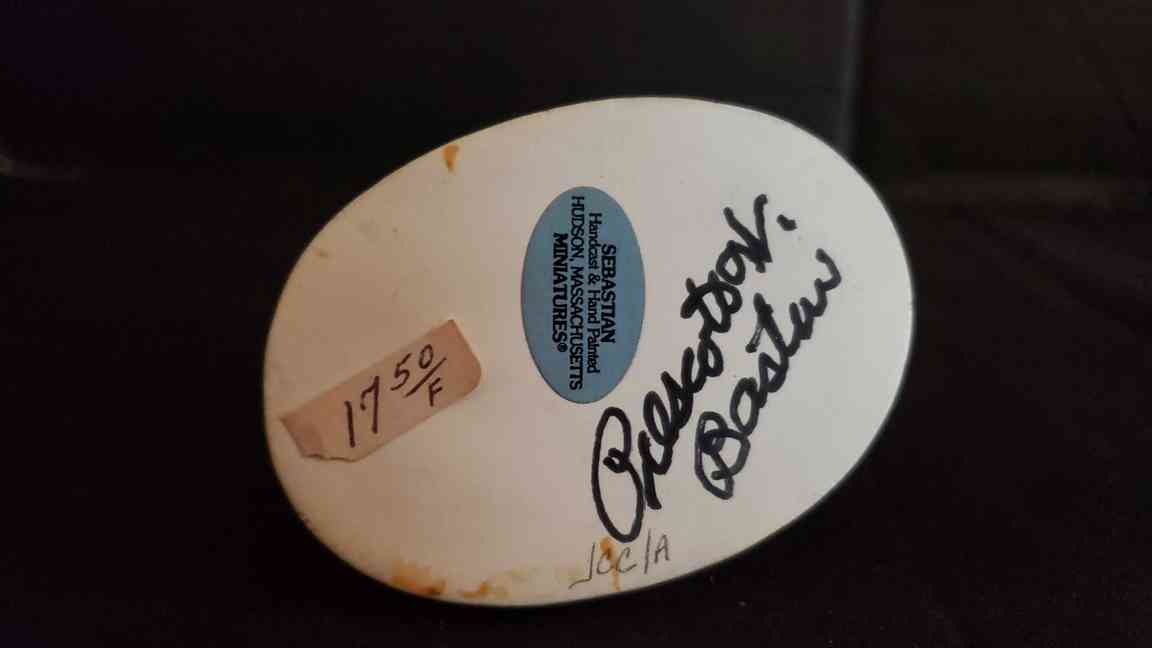 SEBASTIAN
Handcast & Hand Painted
HUDSON, MASSACHUSETTS
MINIATURES®
Prescott W.
Baston
17 50/F
JCC/A